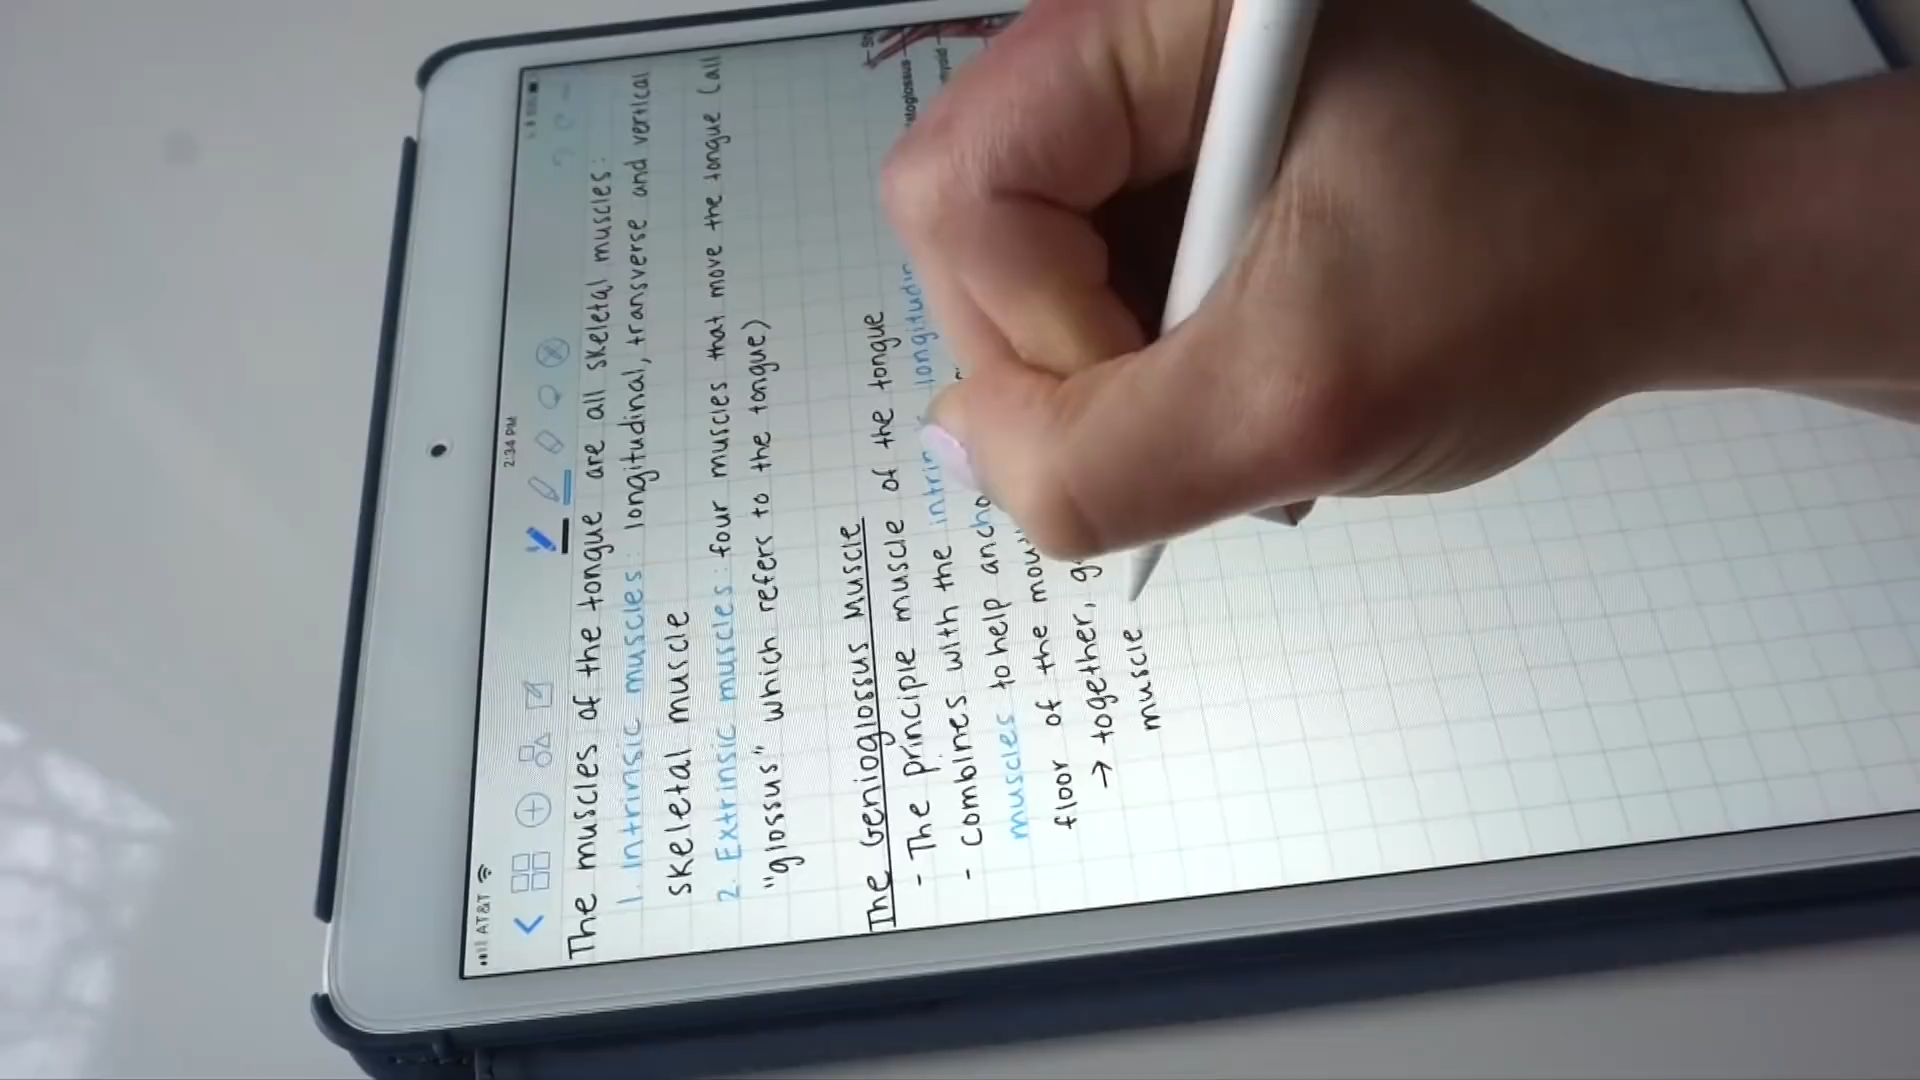 AT&T
2:34 PM
The muscles of the tongue are all skeletal muscles:
1. Intrinsic muscles: longitudinal, transverse and vertical
skeletal muscle
2. Extrinsic muscles: four muscles that move the tongue (all
"glossus" which refers to the tongue)
The Genioglossus Muscle
- The principle muscle of the tongue
- combines with the
muscles to help
floor of the
→ together,
muscle